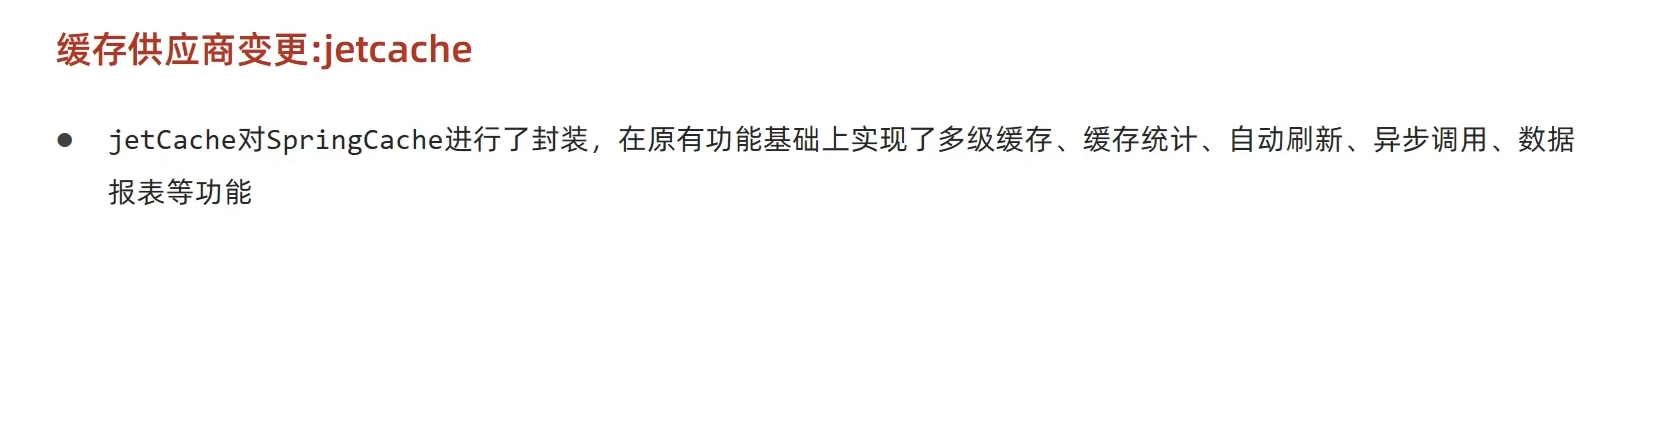 缓存供应商变更:jetcache
● jetCache对SpringCache进行了封装，在原有功能基础上实现了多级缓存、缓存统计、自动刷新、异步调用、数据
报表等功能